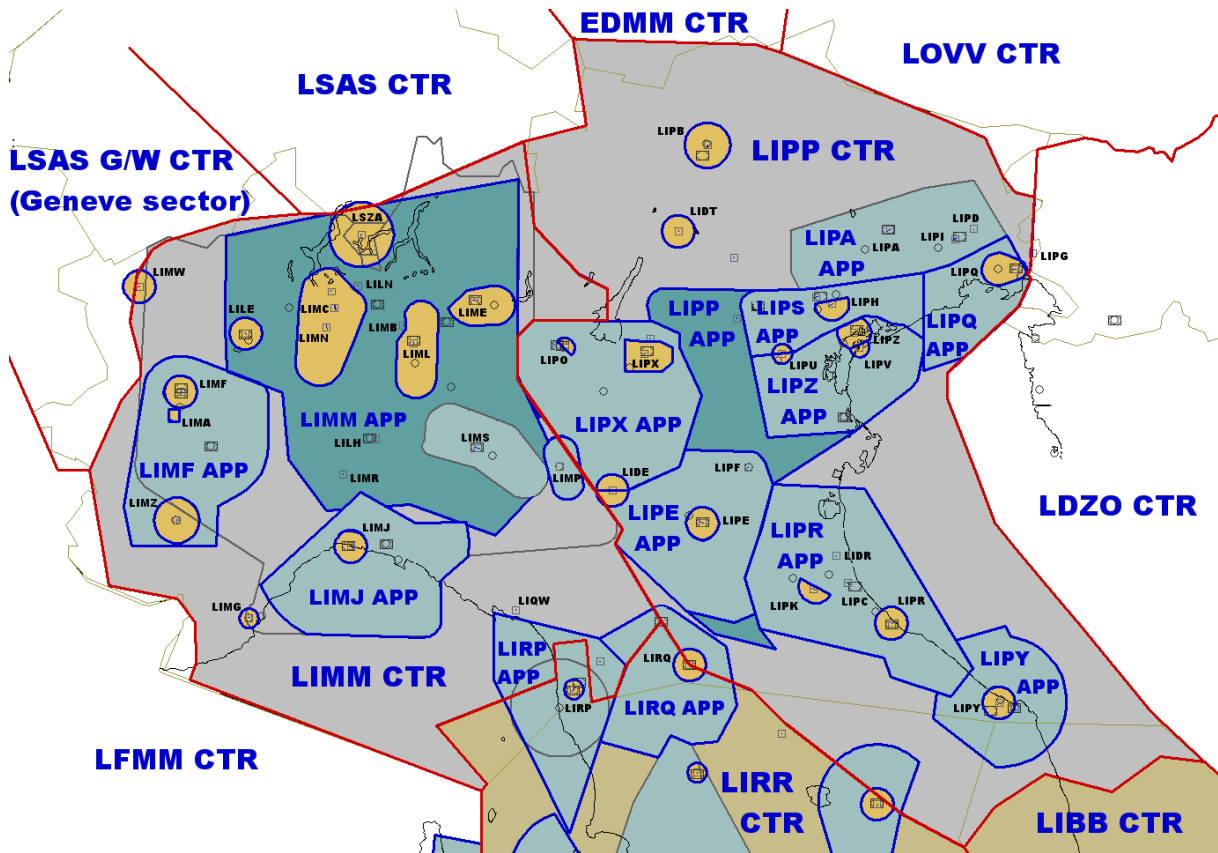 EDMM CTR
LOVV CTR
LSAS CTR
LIPB
LIPP CTR
LSAS G/W CTR
(Geneve sector)
LIDT
LSZA
LIPD
LIPA
APP
LIPA
LIPI
LIPG
LIPQ
LIMW
LILN
LIPP
APP
LIPS
APP
LIPH
LIPQ
APP
LILE
LIMC
LIMB
LIME
LIMN
LIML
LIPO
LIPX
LIPU
LIPZ
LIPV
LIPZ
APP
LIMF
LIMA
LIMM APP
LIPX APP
LIMF APP
LILH
LIMS
LIMR
LIMP
LIPF
LIDE
LIMZ
LIPE
APP
LIPE
LDZO CTR
LIMJ
LIPR
APP
LIDR
LIMJ APP
LIPK
LIPC
LIPR
LIMG
LIQW
LIRP
APP
LIRQ
LIPY
APP
LIMM CTR
LIRP
LIRQ APP
LIPY
LFMM CTR
LIRR
CTR
LIBB CTR